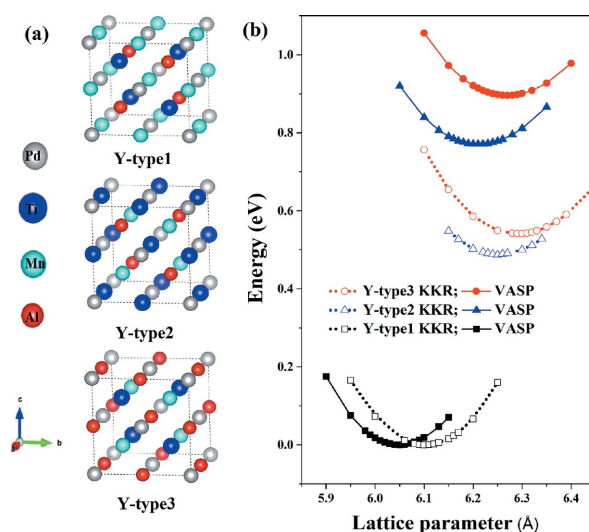 (a)
Pd
Ti
Mn
Al
c
b
a
Y-type1
Y-type2
Y-type3
(b)
Energy (eV)
1.0
0.8
0.6
0.4
0.2
0.0
Y-type3 KKR; VASP
Y-type2 KKR; VASP
Y-type1 KKR; VASP
5.9 6.0 6.1 6.2 6.3 6.4
Lattice parameter (Å)